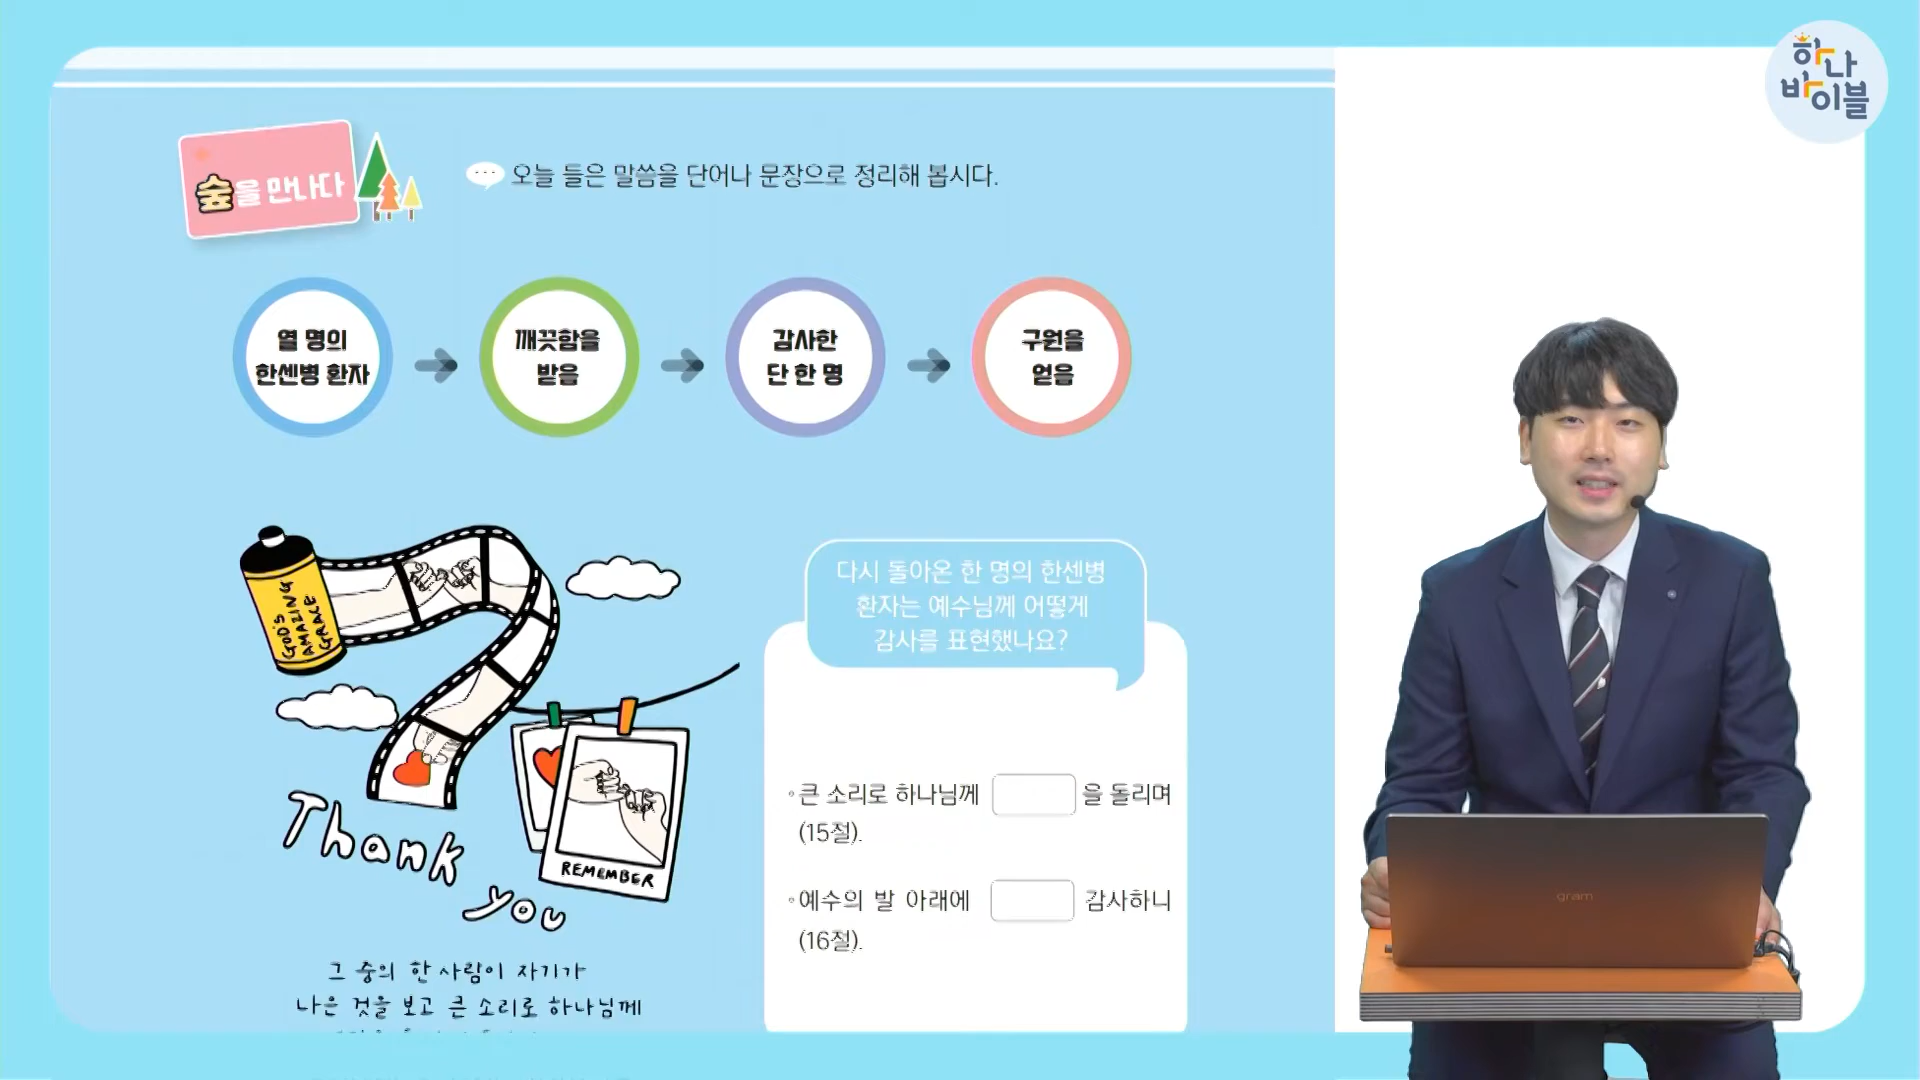 하나
바이블
숲을 만나다
오늘 들은 말씀을 단어나 문장으로 정리해 봅시다.
열 명의
한센병 환자
깨끗함을
받음
감사한
단 한 명
구원을
얻음
GOD'S
AMAZING
GRACE
REMEMBER
Thank
you
그 중의 한 사람이 자기가
나은 것을 보고 큰 소리로 하나님께
다시 돌아온 한 명의 한센병
환자는 예수님께 어떻게
감사를 표현했나요?
◦큰 소리로 하나님께 을 돌리며
(15절).
◦예수의 발 아래에 감사하니
(16절).
gram